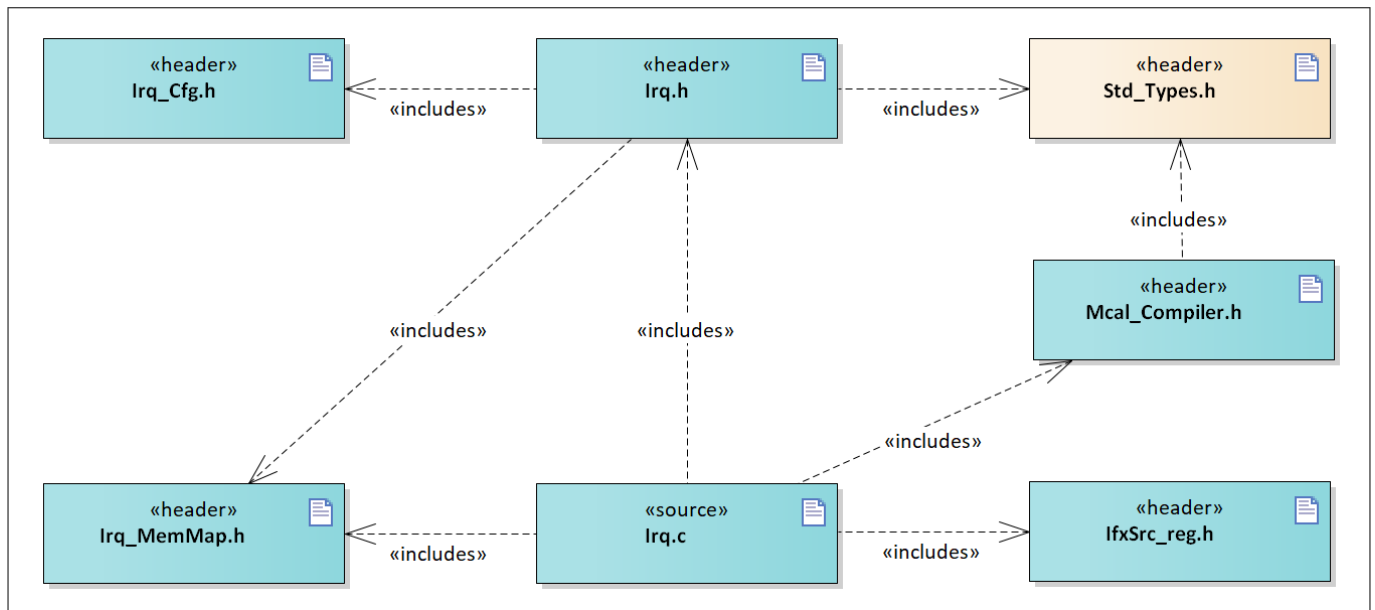 «header»
Irq_Cfg.h
«header»
Irq.h
«header»
Std_Types.h
«includes»
«includes»
«includes»
«header»
Mcal_Compiler.h
«includes»
«includes»
«includes»
«header»
Irq_MemMap.h
«source»
Irq.c
«header»
IfxSrc_reg.h
«includes»
«includes»